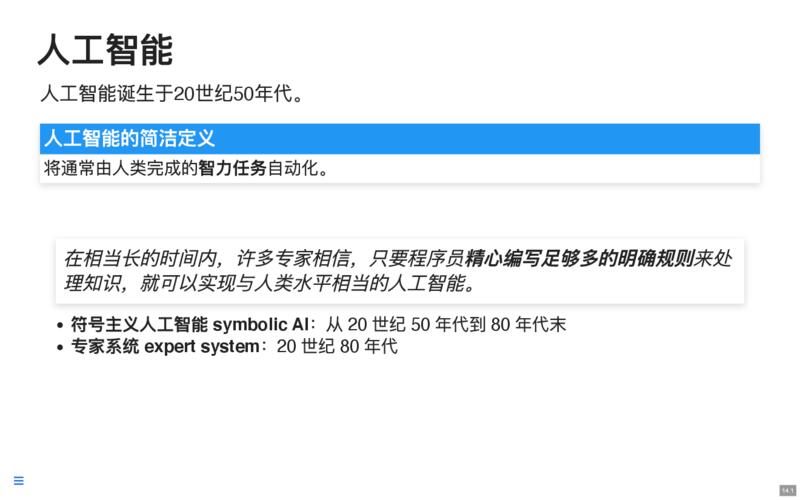 人工智能
人工智能诞生于20世纪50年代。
人工智能的简洁定义
将通常由人类完成的智力任务自动化。
在相当长的时间内，许多专家相信，只要程序员精心编写足够多的明确规则来处
理知识，就可以实现与人类水平相当的人工智能。
• 符号主义人工智能 symbolic AI：从 20 世纪 50 年代到 80 年代末
• 专家系统 expert system：20 世纪 80 年代
14.1